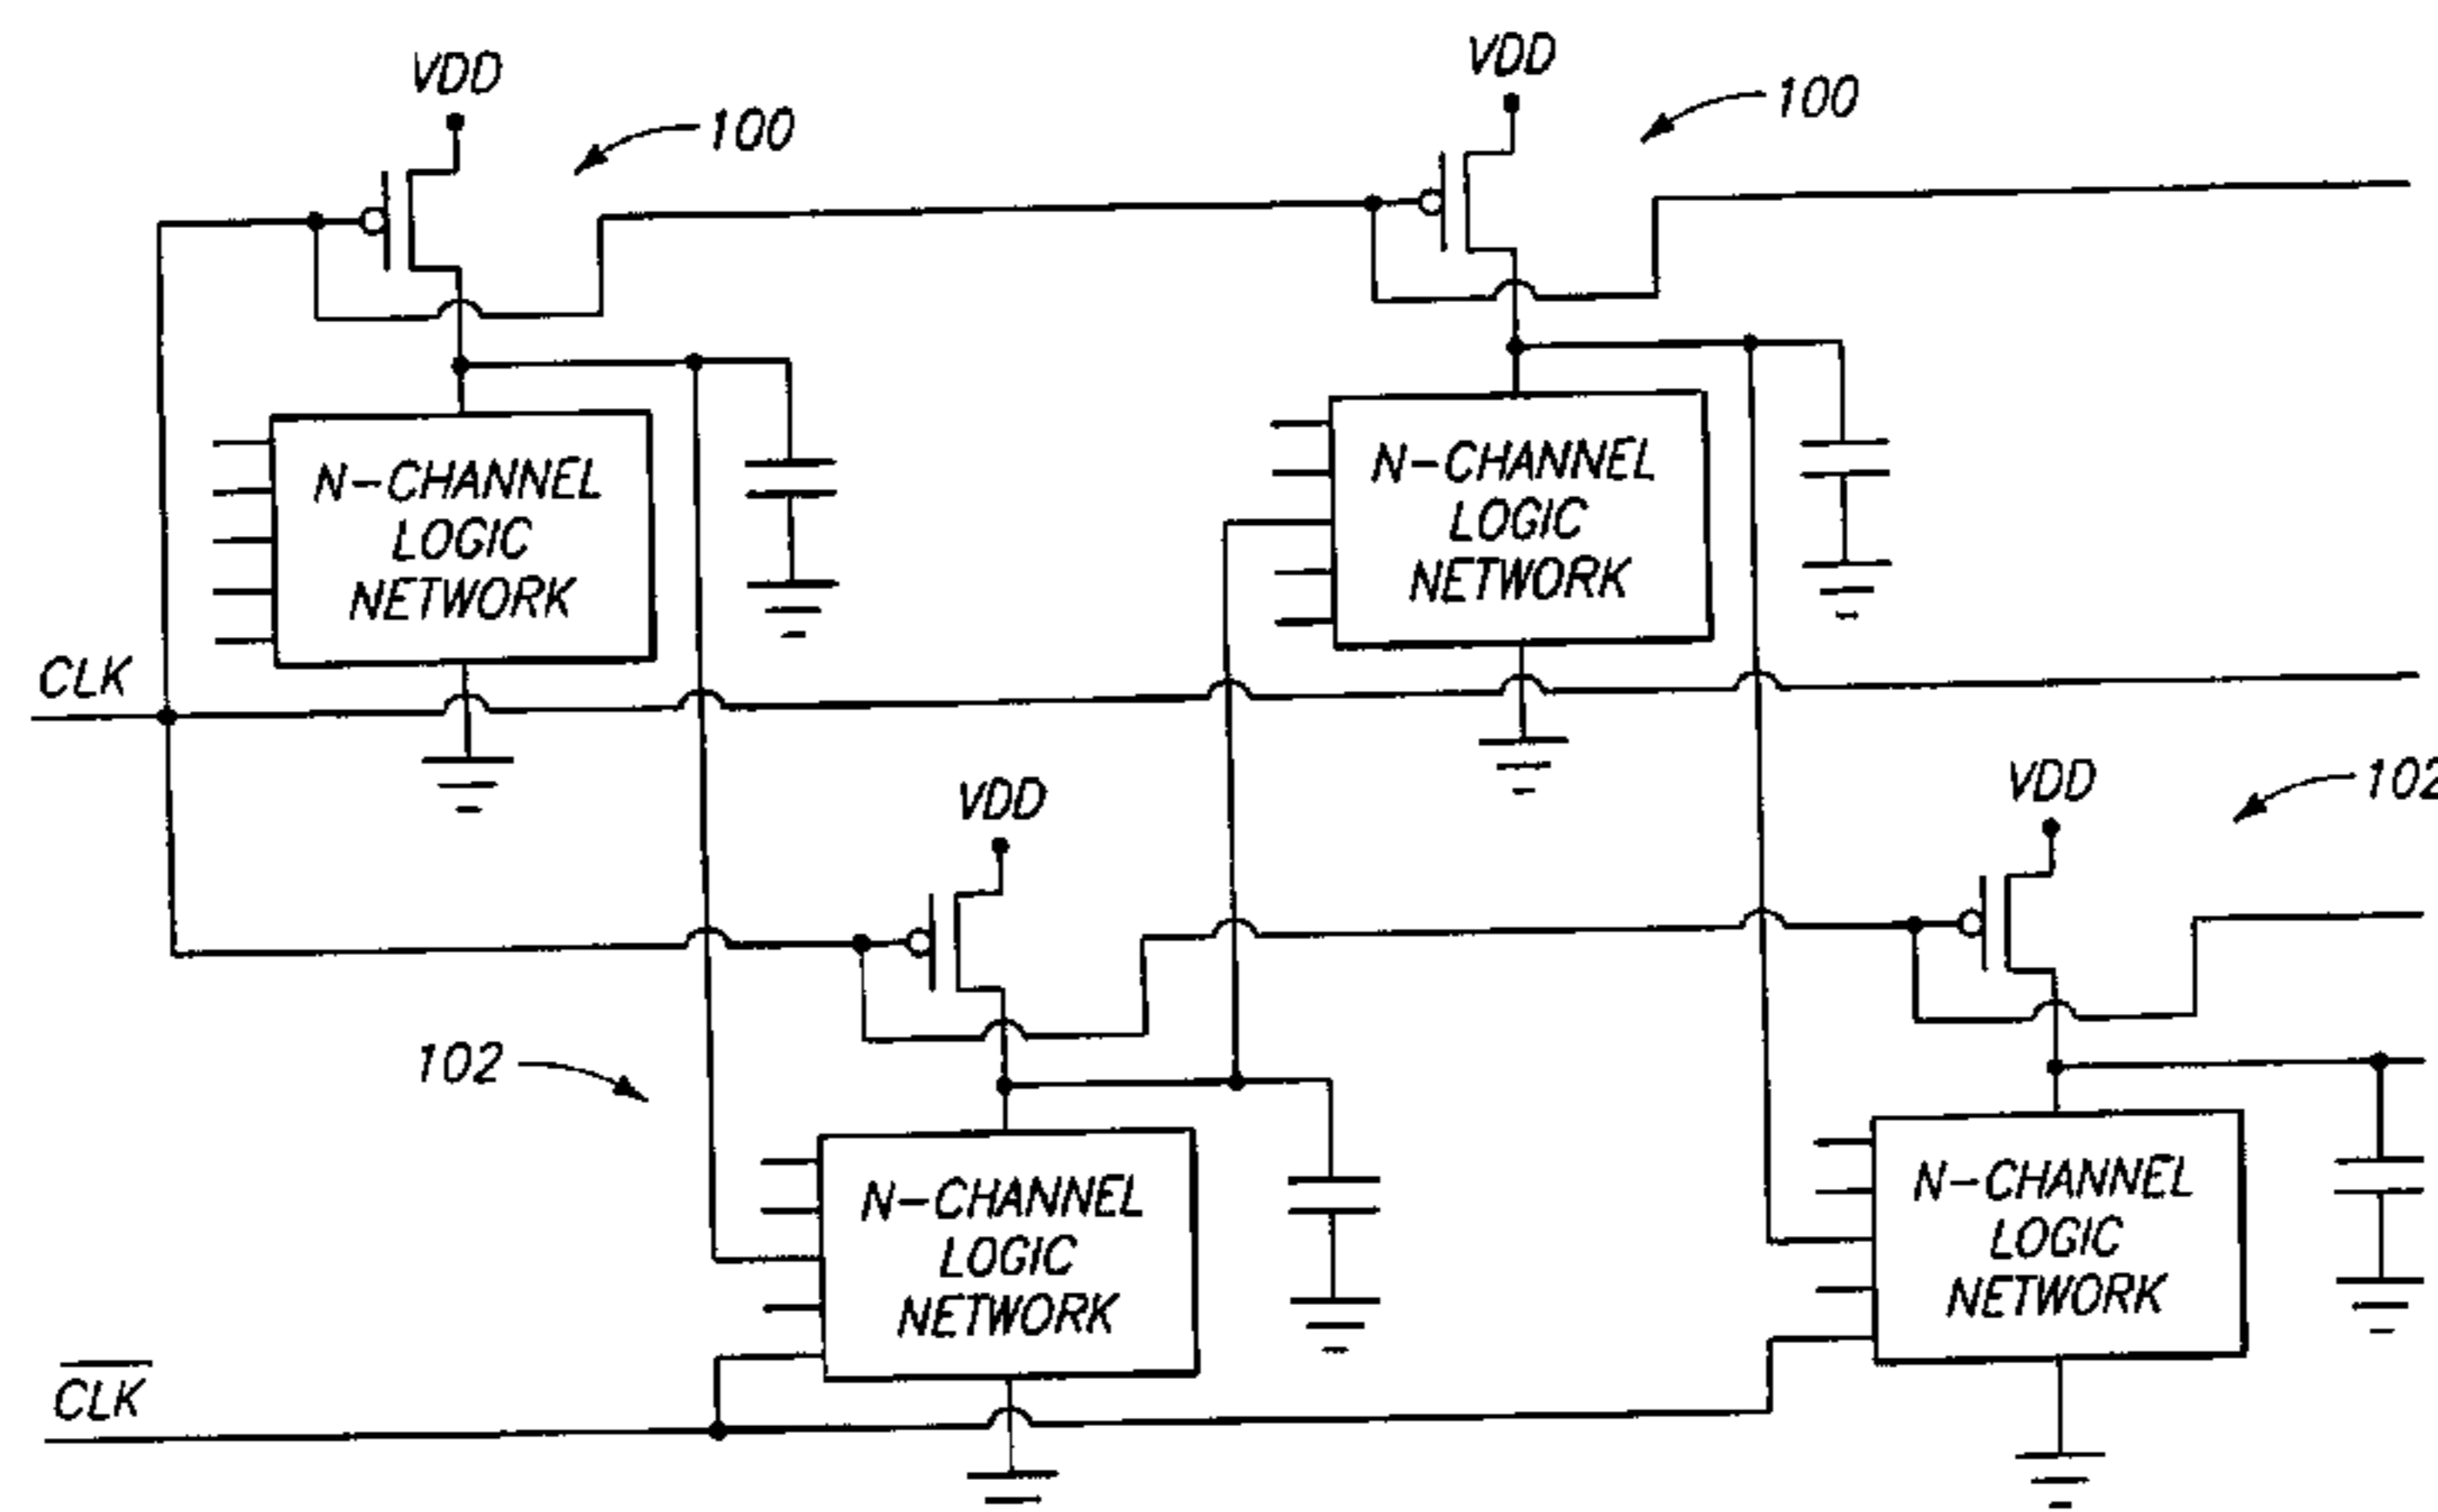 VDD
100
VDD
100
N-CHANNEL
LOGIC
NETWORK
N-CHANNEL
LOGIC
NETWORK
CLK
VDD
102
VDD
102
N-CHANNEL
LOGIC
NETWORK
N-CHANNEL
LOGIC
NETWORK
C̅L̅K̅